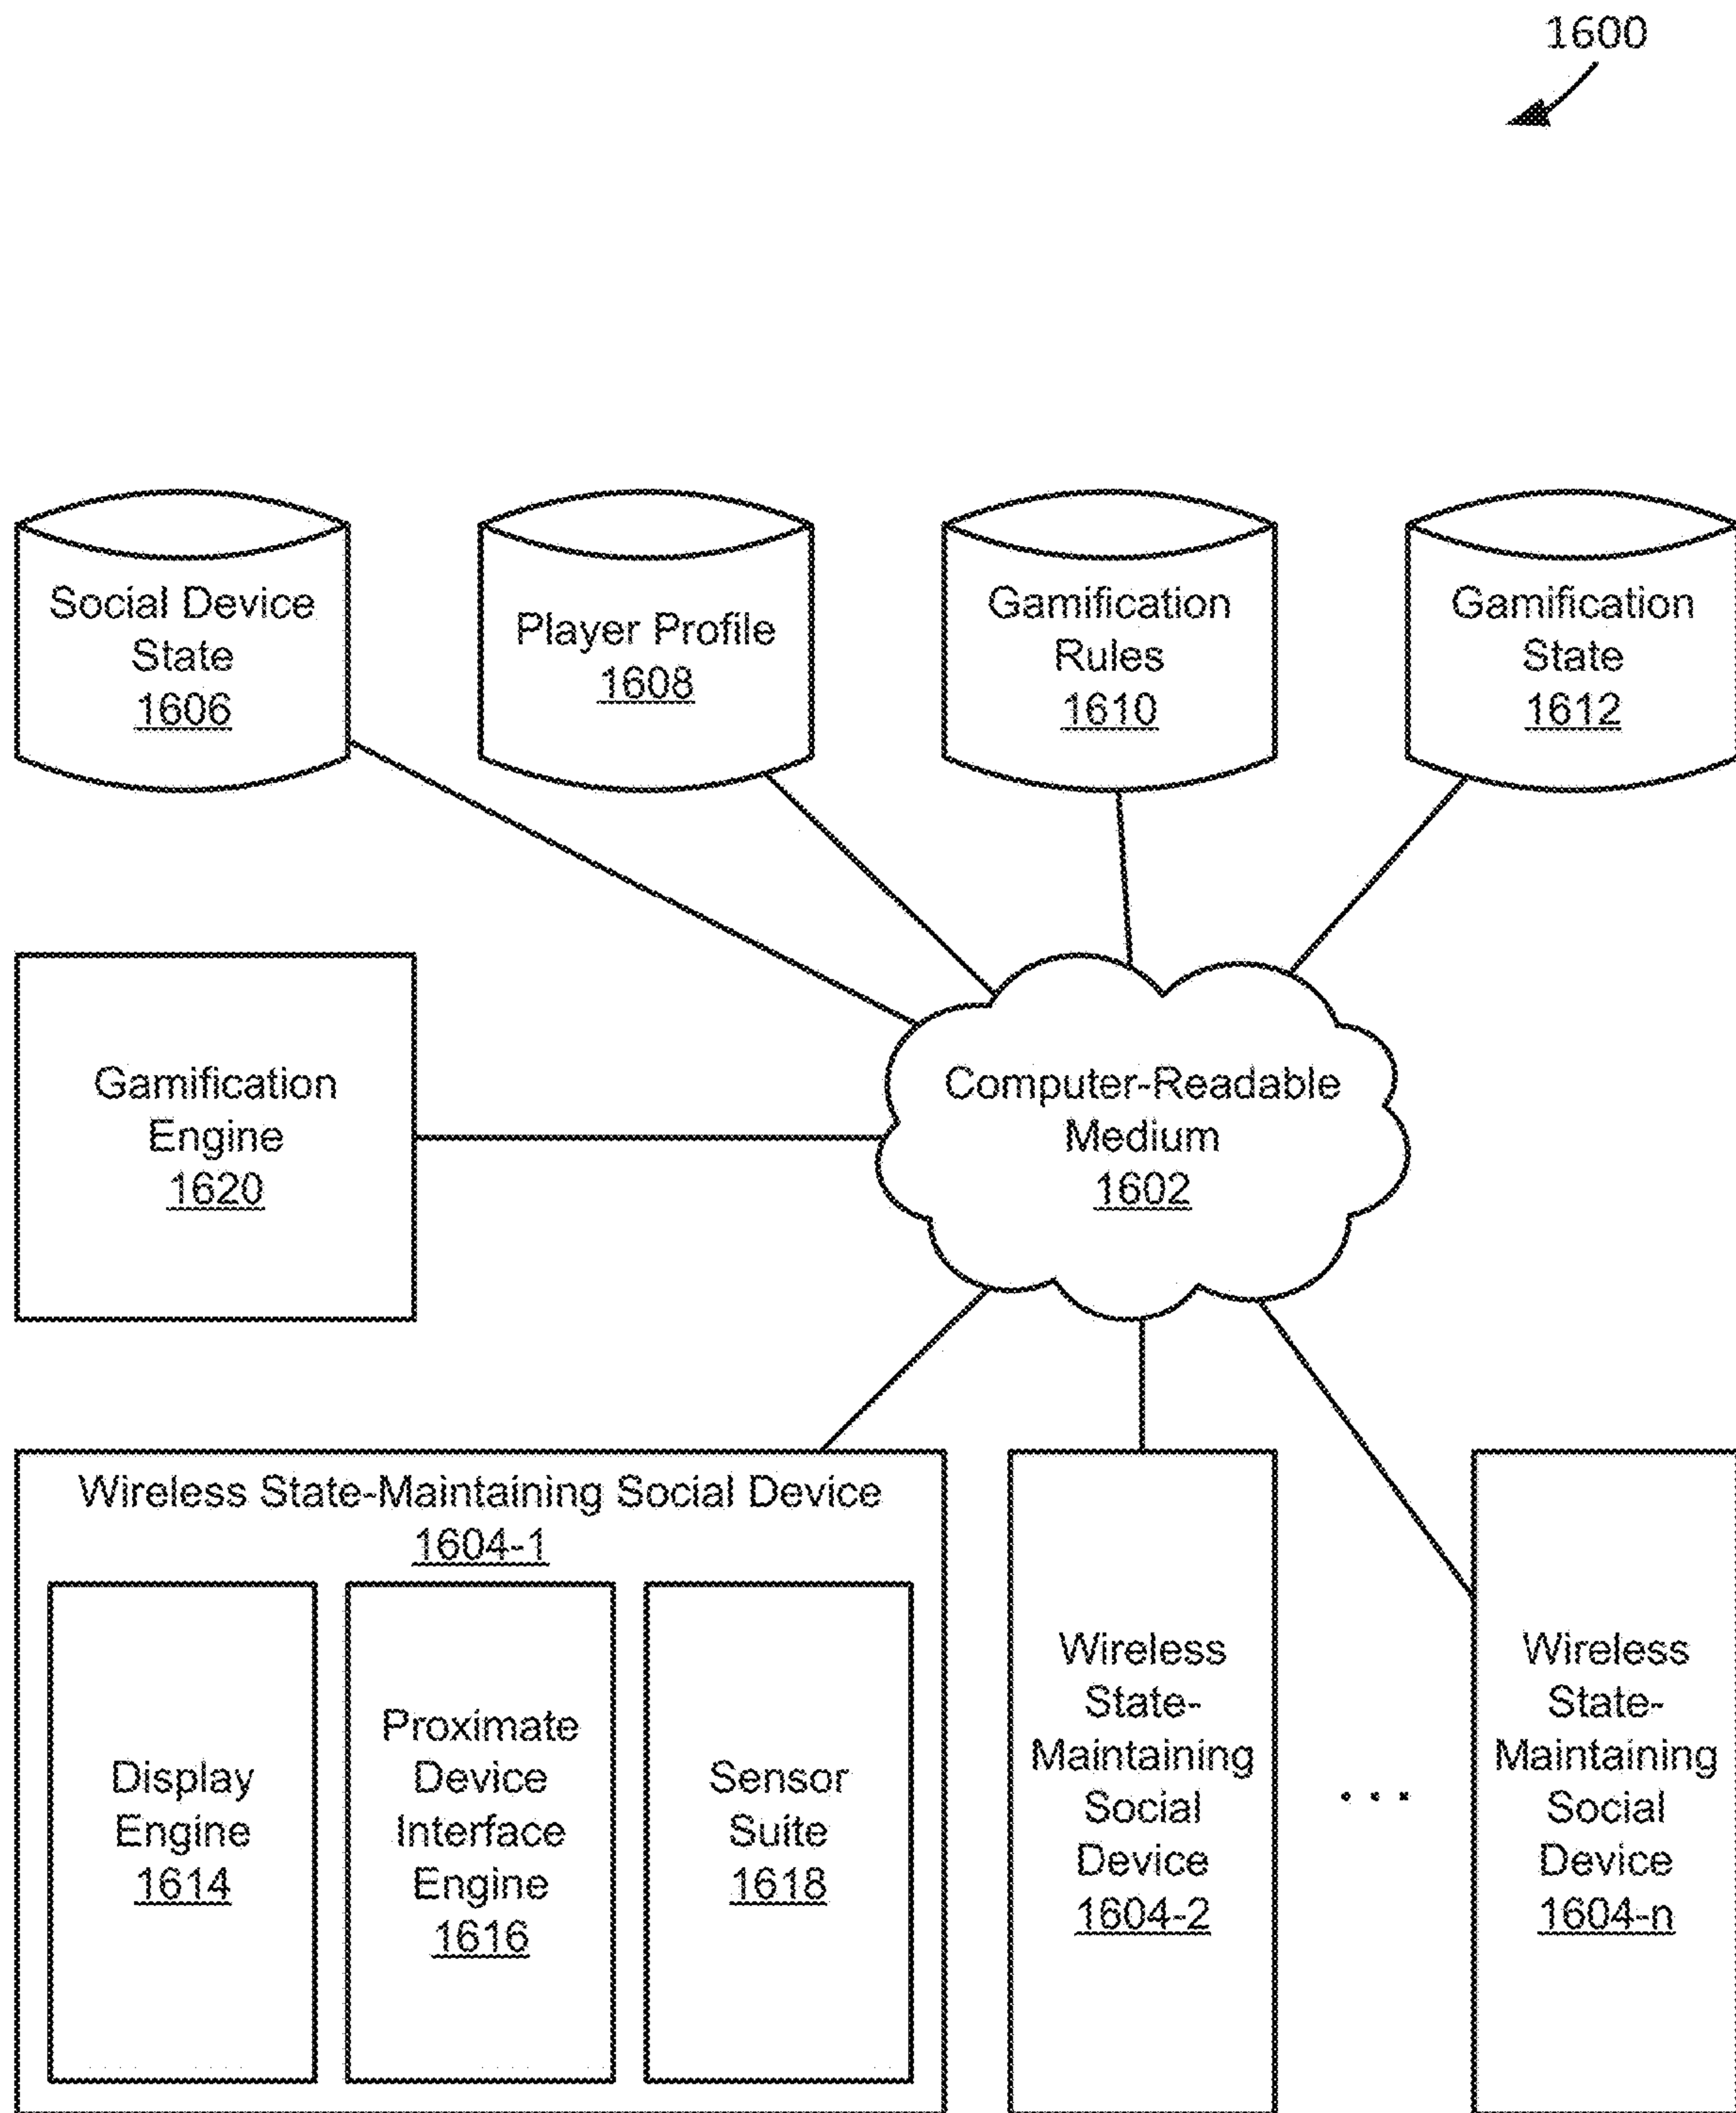 1600
Social Device
State
1606
Player Profile
1608
Gamification
Rules
1610
Gamification
State
1612
Gamification
Engine
1620
Computer-Readable
Medium
1602
Wireless State-Maintaining Social Device
1604-1
Display
Engine
1614
Proximate
Device
Interface
Engine
1616
Sensor
Suite
1618
Wireless
State-
Maintaining
Social
Device
1604-2
...
Wireless
State-
Maintaining
Social
Device
1604-n